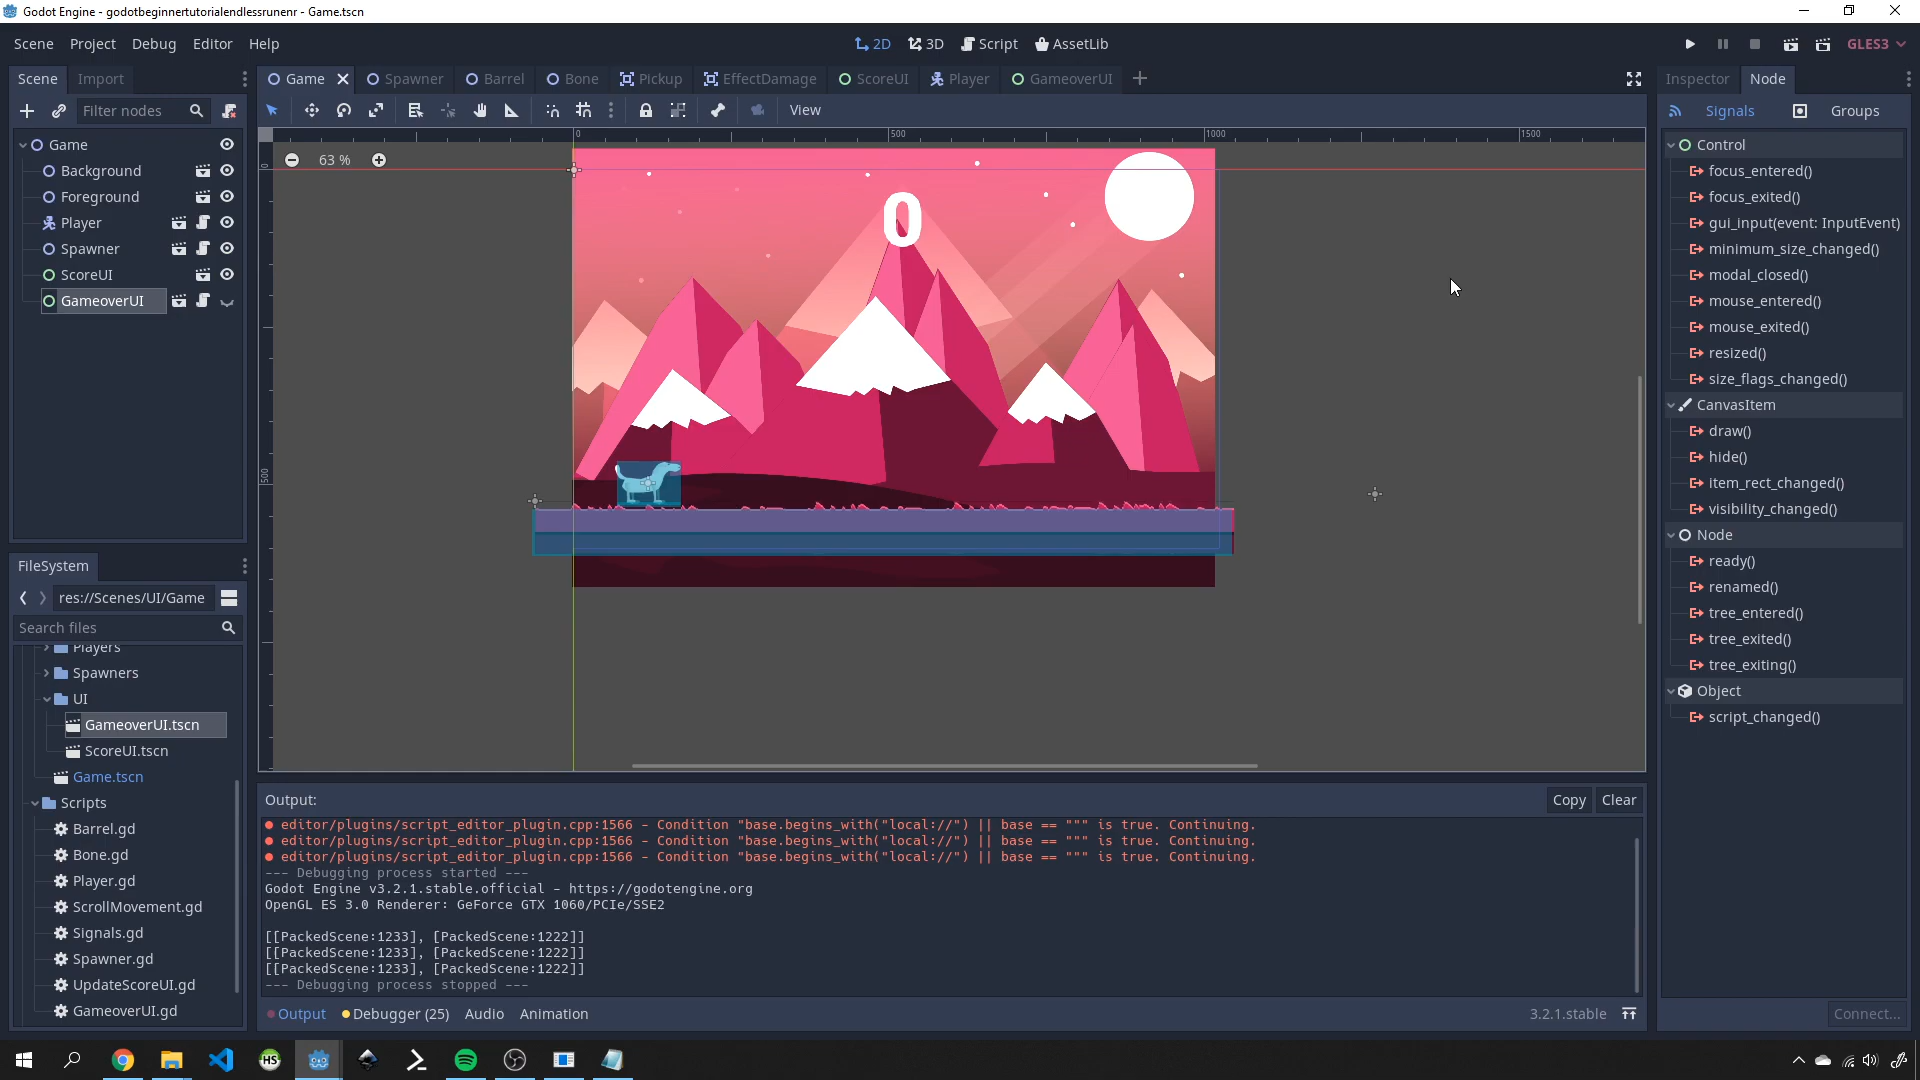 Godot Engine - godotbeginnertutorialendlessrunenr - Game.tscn
Scene Project Debug Editor Help
2D 3D Script AssetLib
GLES3
Scene Import
Game Spawner Barrel Bone Pickup EffectDamage ScoreUI Player GameoverUI
Inspector Node
Filter nodes
View
Signals Groups
0 500 1000 1500
63 %
0
500
0
Game
Background
Foreground
Player
Spawner
ScoreUI
GameoverUI
Control
focus_entered()
focus_exited()
gui_input(event: InputEvent)
minimum_size_changed()
modal_closed()
mouse_entered()
mouse_exited()
resized()
size_flags_changed()
CanvasItem
draw()
hide()
item_rect_changed()
visibility_changed()
Node
ready()
renamed()
tree_entered()
tree_exited()
tree_exiting()
Object
script_changed()
Connect...
FileSystem
res://Scenes/UI/Game
Search files
Players
Spawners
UI
GameoverUI.tscn
ScoreUI.tscn
Game.tscn
Scripts
Barrel.gd
Bone.gd
Player.gd
ScrollMovement.gd
Signals.gd
Spawner.gd
UpdateScoreUI.gd
GameoverUI.gd
Output:
Copy Clear
editor/plugins/script_editor_plugin.cpp:1566 - Condition "base.begins_with("local://") || base == """ is true. Continuing.
editor/plugins/script_editor_plugin.cpp:1566 - Condition "base.begins_with("local://") || base == """ is true. Continuing.
editor/plugins/script_editor_plugin.cpp:1566 - Condition "base.begins_with("local://") || base == """ is true. Continuing.
--- Debugging process started ---
Godot Engine v3.2.1.stable.official - https://godotengine.org
OpenGL ES 3.0 Renderer: GeForce GTX 1060/PCIe/SSE2
[[PackedScene:1233], [PackedScene:1222]]
[[PackedScene:1233], [PackedScene:1222]]
[[PackedScene:1233], [PackedScene:1222]]
--- Debugging process stopped ---
Output Debugger (25) Audio Animation
3.2.1.stable
HS